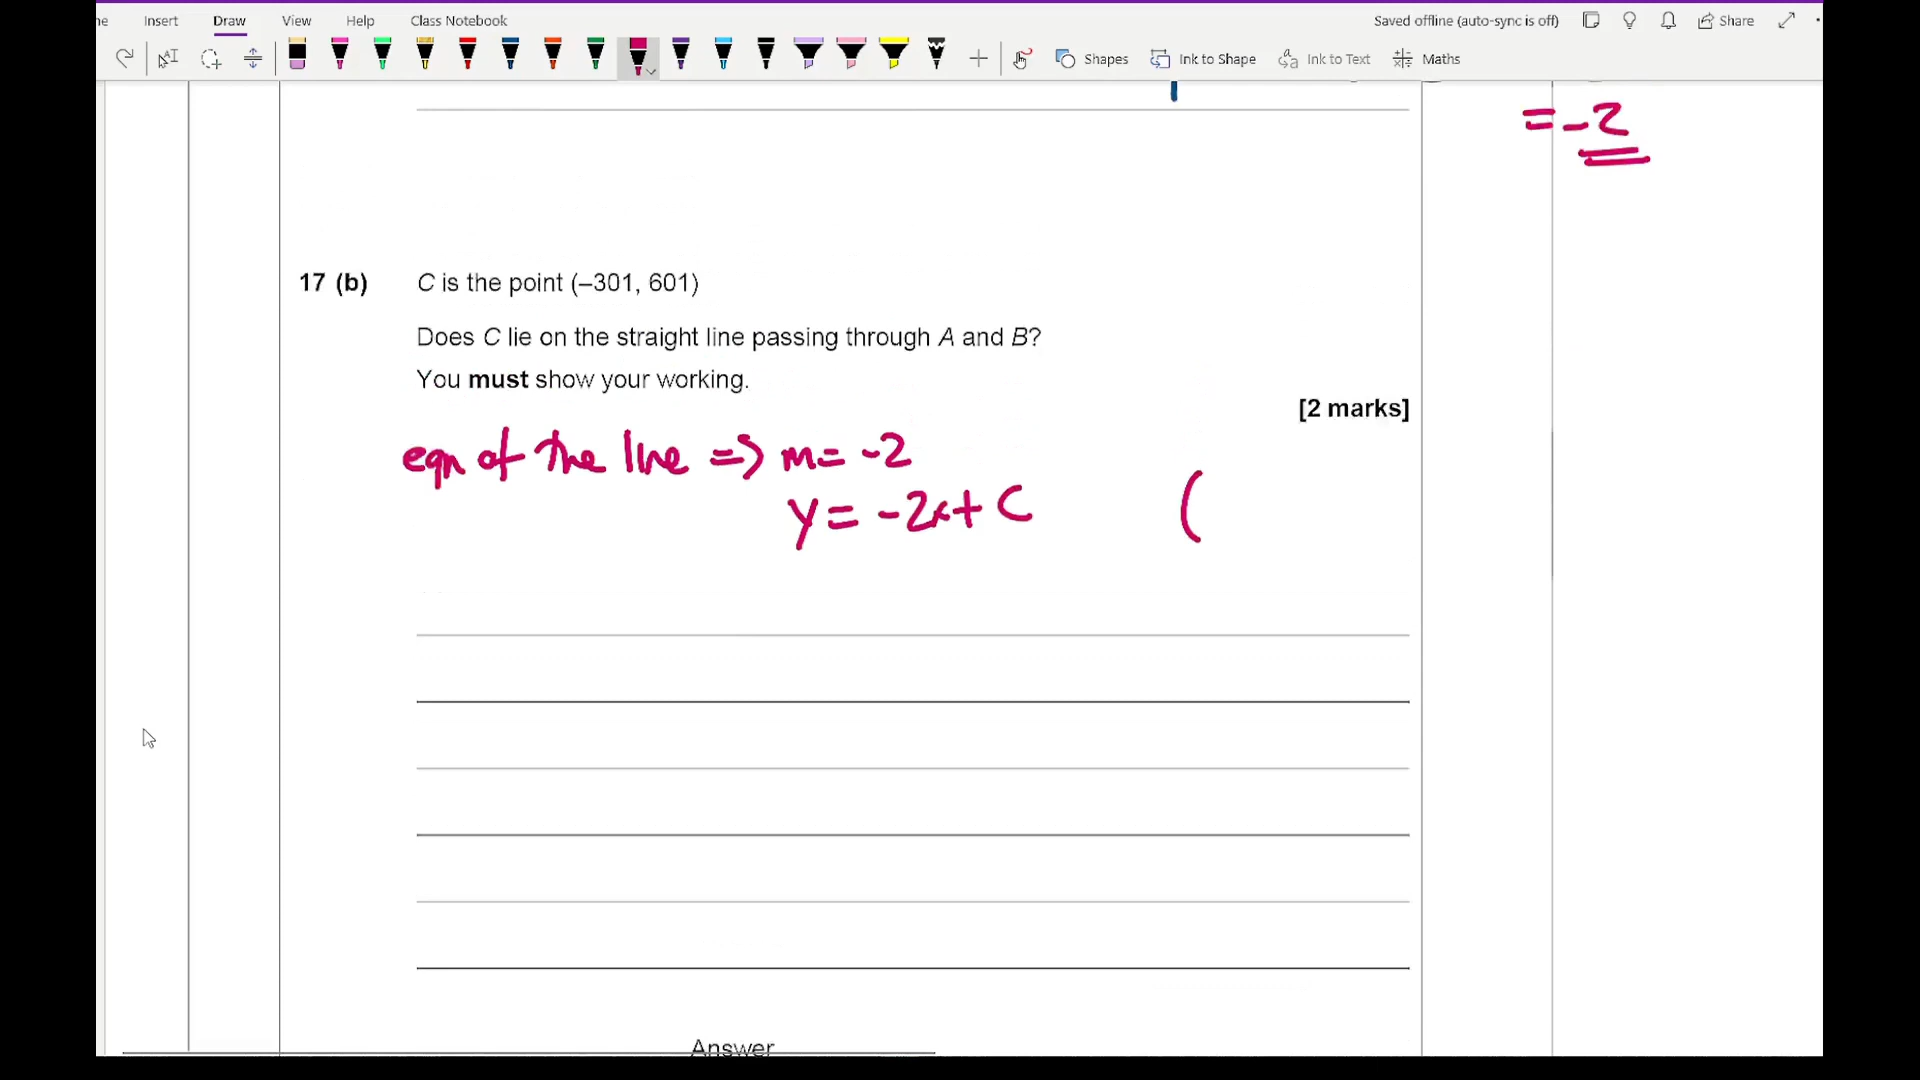 Insert Draw View Help Class Notebook Saved offline (auto-sync is off) Share
Shapes Ink to Shape Ink to Text Maths
= -2
17 (b) C is the point (–301, 601)
Does C lie on the straight line passing through A and B?
You must show your working.
[2 marks]
eqn of the line => m= -2
y= -2x+ C (
Answer